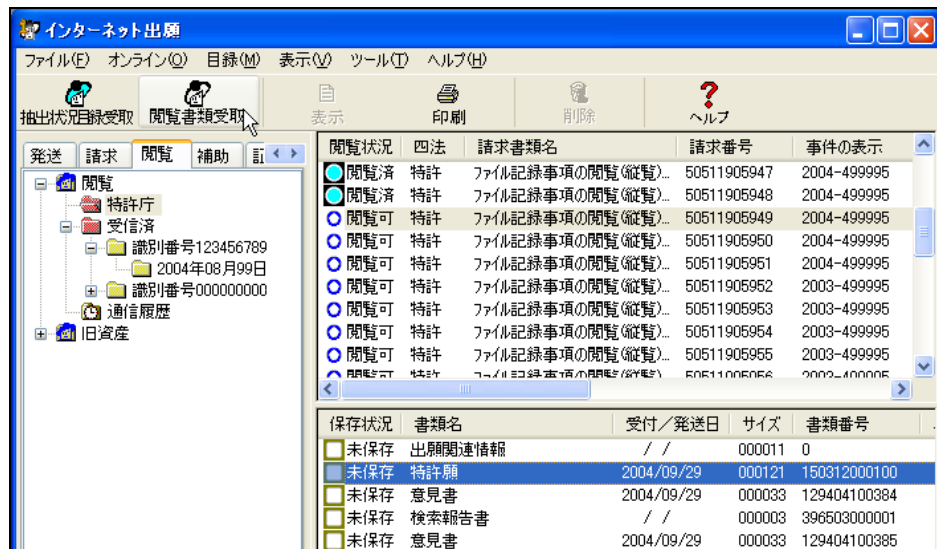 インターネット出願
ファイル(F) オンライン(O) 目録(M) 表示(V) ツール(T) ヘルプ(H)
抽出状況目録受取 閲覧書類受取 表示 印刷 削除 ヘルプ
発送 請求 閲覧 補助
閲覧
特許庁
受信済
識別番号123456789
2004年08月99日
識別番号000000000
通信履歴
旧資産
閲覧状況 四法 請求書類名 請求番号 事件の表示
閲覧済 特許 ファイル記録事項の閲覧(縦覧)... 50511905947 2004-499995
閲覧済 特許 ファイル記録事項の閲覧(縦覧)... 50511905948 2004-499995
閲覧可 特許 ファイル記録事項の閲覧(縦覧)... 50511905949 2004-499995
閲覧可 特許 ファイル記録事項の閲覧(縦覧)... 50511905950 2004-499995
閲覧可 特許 ファイル記録事項の閲覧(縦覧)... 50511905951 2004-499995
閲覧可 特許 ファイル記録事項の閲覧(縦覧)... 50511905952 2003-499995
閲覧可 特許 ファイル記録事項の閲覧(縦覧)... 50511905953 2003-499995
閲覧可 特許 ファイル記録事項の閲覧(縦覧)... 50511905954 2003-499995
閲覧可 特許 ファイル記録事項の閲覧(縦覧)... 50511905955 2003-499995
閲覧可 特許 ファイル記録事項の閲覧(縦覧)...
保存状況 書類名 受付/発送日 サイズ 書類番号
未保存 出願関連情報 / / 000011 0
未保存 特許願 2004/09/29 000121 150312000100
未保存 意見書 2004/09/29 000033 129404100384
未保存 検索報告書 / / 000003 396503000001
未保存 意見書 2004/09/29 000033 129404100385